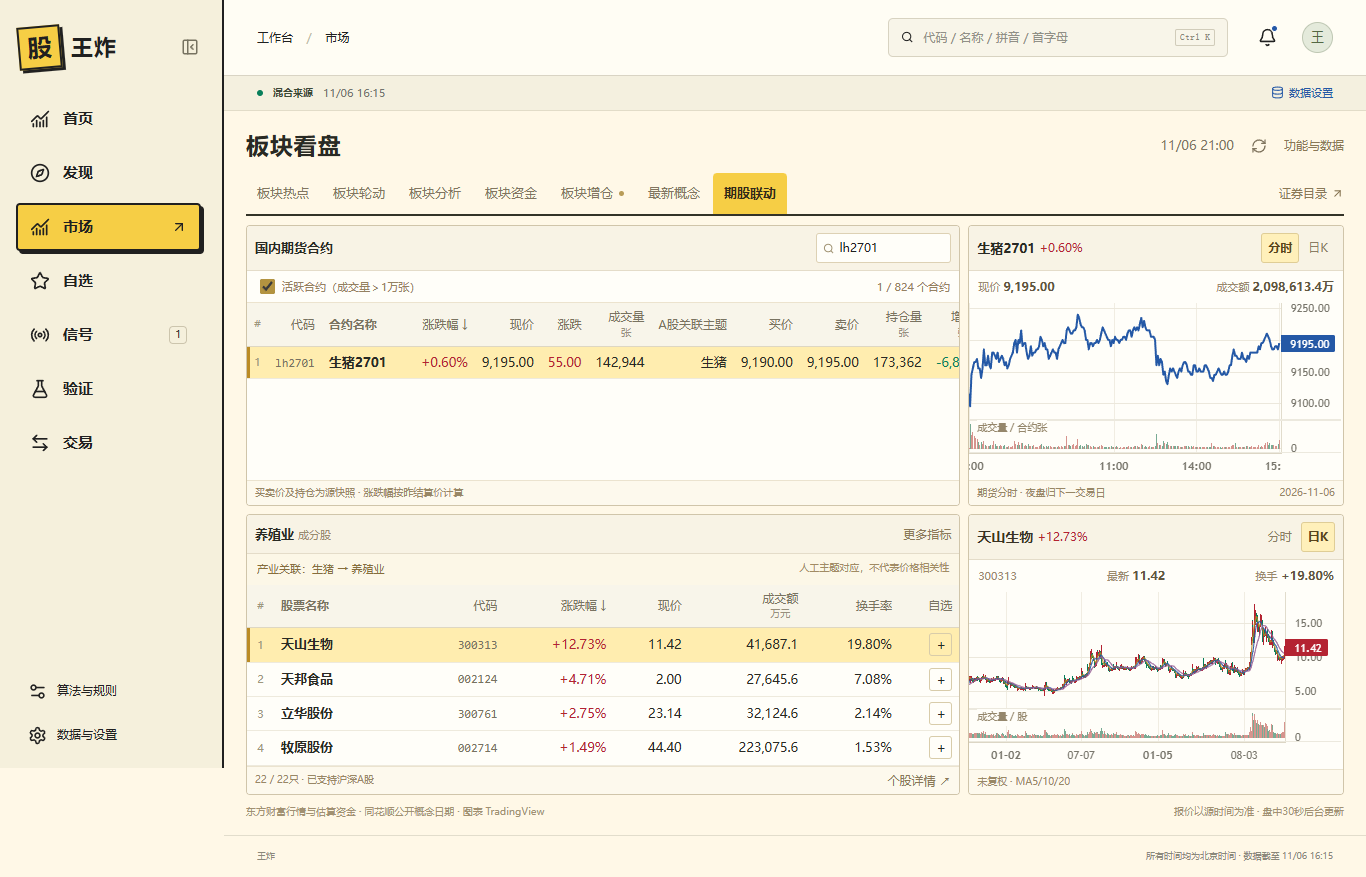 股 王炸
首页
发现
市场
自选
信号 1
验证
交易
算法与规则
数据与设置
工作台 / 市场
代码 / 名称 / 拼音 / 首字母 Ctrl K
王
混合来源 11/06 16:15
数据设置
板块看盘
11/06 21:00 功能与数据
板块热点 板块轮动 板块分析 板块资金 板块增仓 最新概念 期股联动
证券目录
国内期货合约 lh2701
活跃合约（成交量 > 1万张） 1 / 824 个合约
# 代码 合约名称 涨跌幅↓ 现价 涨跌 成交量 张 A股关联主题 买价 卖价 持仓量 张
1 lh2701 生猪2701 +0.60% 9,195.00 55.00 142,944 生猪 9,190.00 9,195.00 173,362 -6,8
买卖价及持仓为源快照 · 涨跌幅按昨结算价计算
生猪2701 +0.60% 分时 日K
现价 9,195.00 成交额 2,098,613.4万
9250.00
9195.00
9150.00
9100.00
成交量 / 合约张
0
:00 11:00 14:00 15:
期货分时 · 夜盘归下一交易日 2026-11-06
养殖业 成分股 更多指标
产业关联：生猪 → 养殖业 人工主题对应，不代表价格相关性
# 股票名称 代码 涨跌幅↓ 现价 成交额 万元 换手率 自选
1 天山生物 300313 +12.73% 11.42 41,687.1 19.80% +
2 天邦食品 002124 +4.71% 2.00 27,645.6 7.08% +
3 立华股份 300761 +2.75% 23.14 32,124.6 2.14% +
4 牧原股份 002714 +1.49% 44.40 223,075.6 1.53% +
22 / 22只 · 已支持沪深A股 个股详情 ↗
天山生物 +12.73% 分时 日K
300313 最新 11.42 换手 +19.80%
15.00
11.42
10.00
5.00
成交量 / 股
0
01-02 07-07 01-05 08-03
未复权 · MA5/10/20
东方财富行情与估算资金 · 同花顺公开概念日期 · 图表 TradingView
报价以源时间为准 · 盘中30秒后台更新
王炸
所有时间均为北京时间 · 数据截至 11/06 16:15